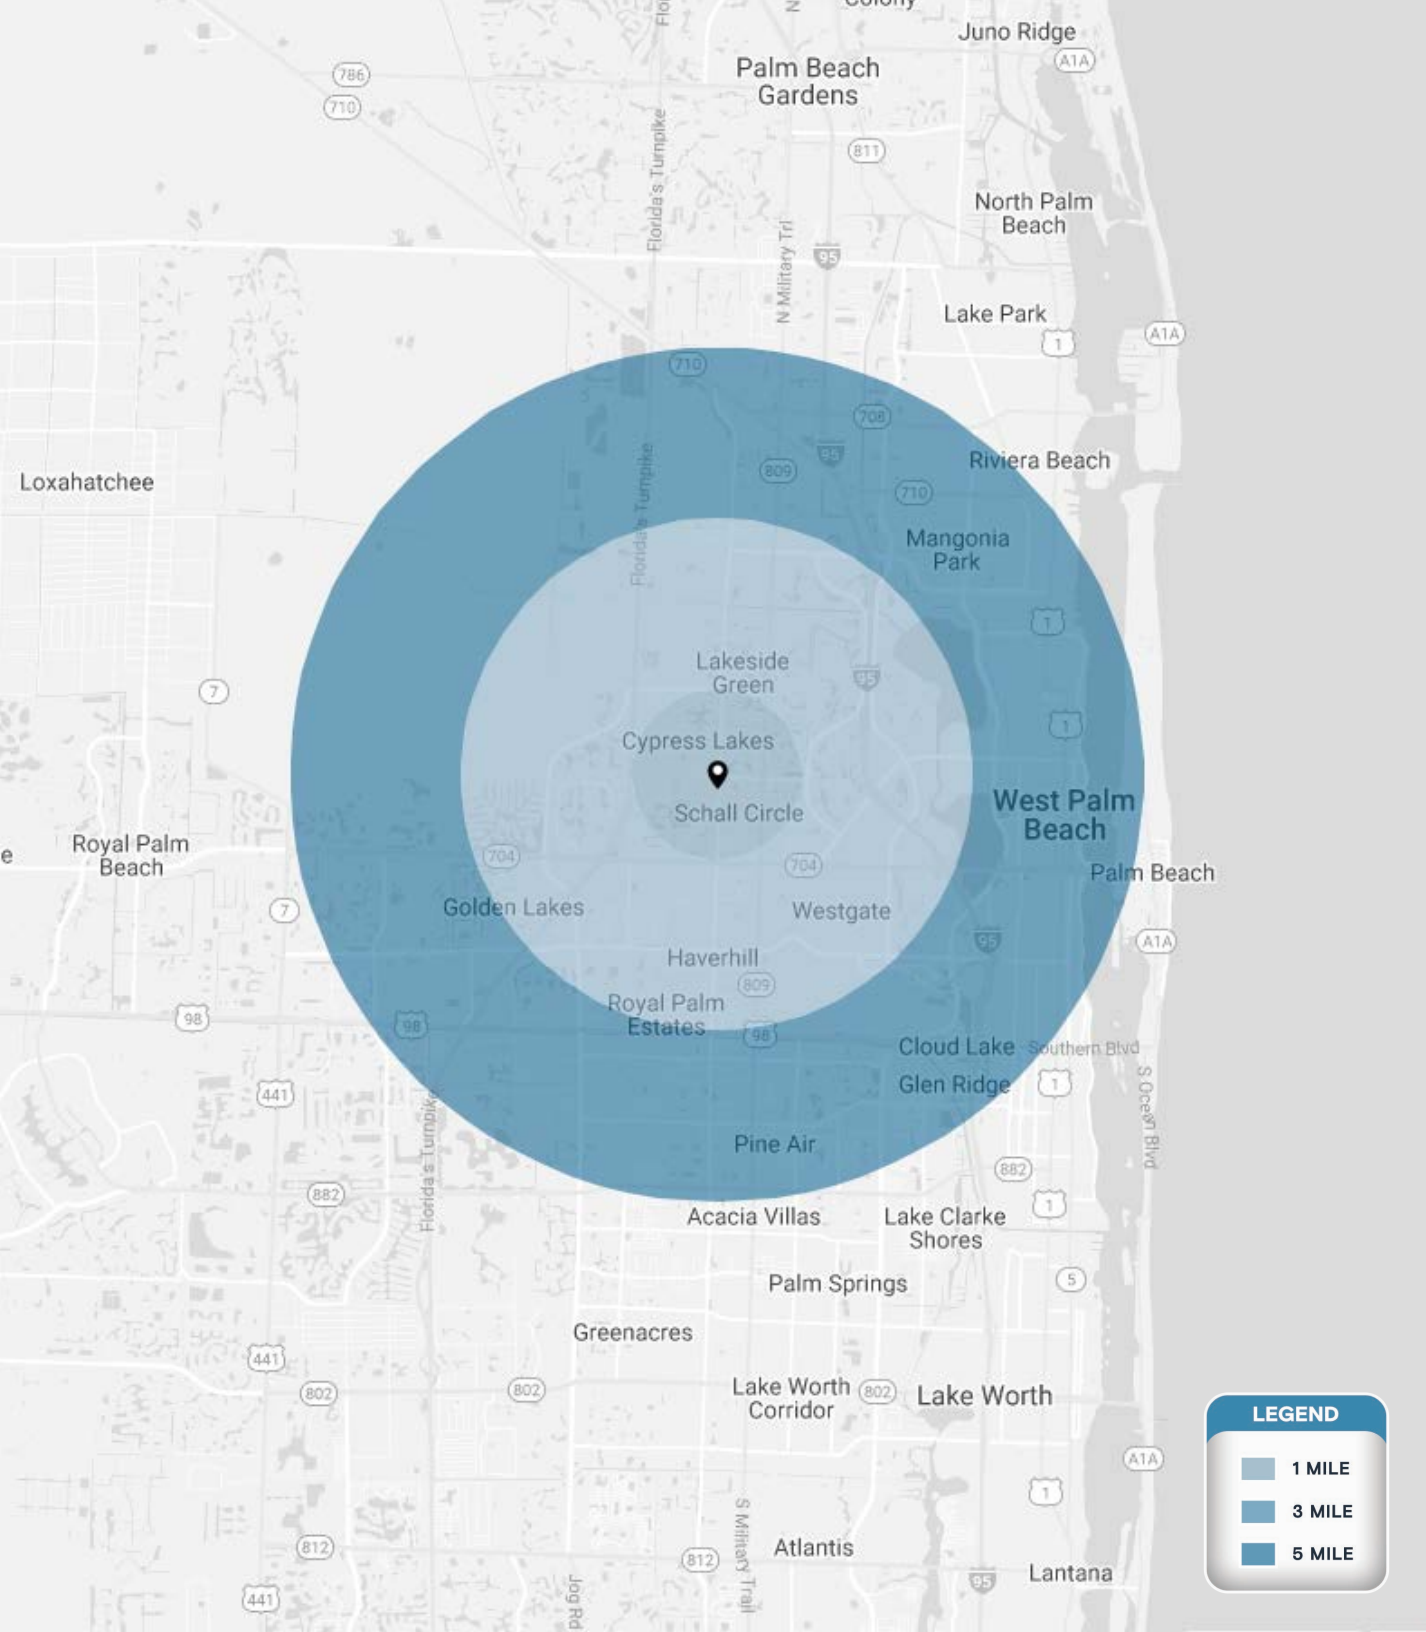 Colony
Juno Ridge
A1A
Palm Beach
Gardens
786
710
811
Florida's Turnpike
North Palm
Beach
N Military Trl
95
Lake Park
1
A1A
710
708
Riviera Beach
95
809
Loxahatchee
710
Florida's Turnpike
Mangonia
Park
1
Lakeside
Green
95
7
1
Cypress Lakes
West Palm
Beach
Schall Circle
Royal Palm
Beach
e
704
704
Palm Beach
Golden Lakes
Westgate
7
95
A1A
Haverhill
809
Royal Palm
Estates
98
98
98
Cloud Lake
Southern Blvd
Glen Ridge
1
441
S Ocean Blvd
Florida's Turnpike
Pine Air
882
882
1
Acacia Villas
Lake Clarke
Shores
Palm Springs
5
Greenacres
441
802
802
Lake Worth
Corridor
802
Lake Worth
LEGEND
1 MILE
3 MILE
5 MILE
A1A
1
S Military Trail
812
812
Atlantis
95
Lantana
441
Jog Rd